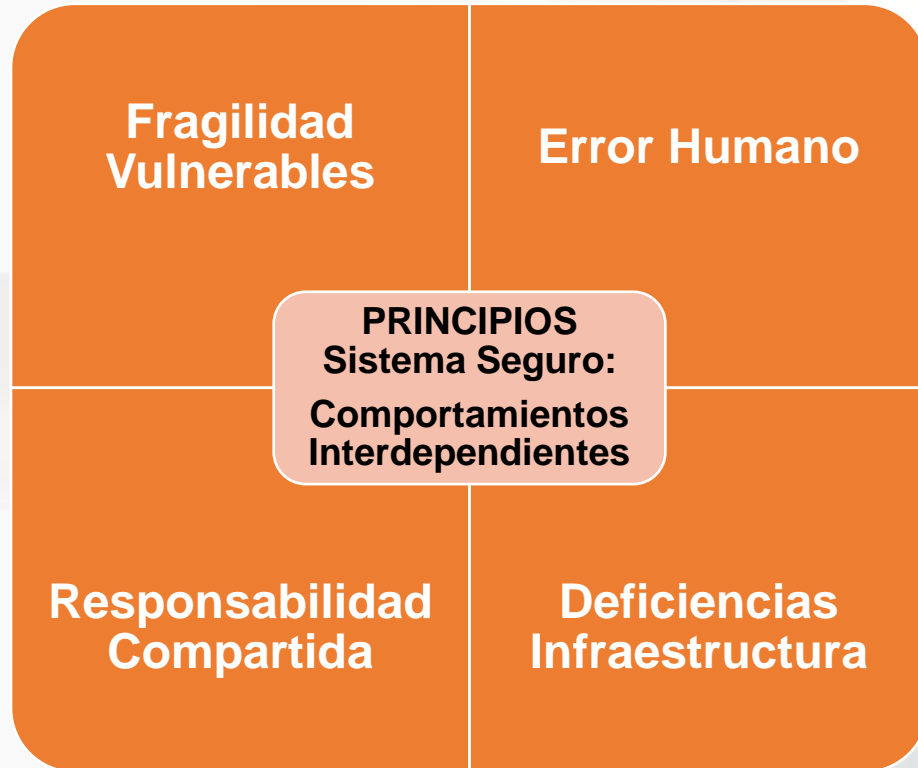 Fragilidad
Vulnerables
Error Humano
PRINCIPIOS
Sistema Seguro:
Comportamientos
Interdependientes
Responsabilidad
Compartida
Deficiencias
Infraestructura